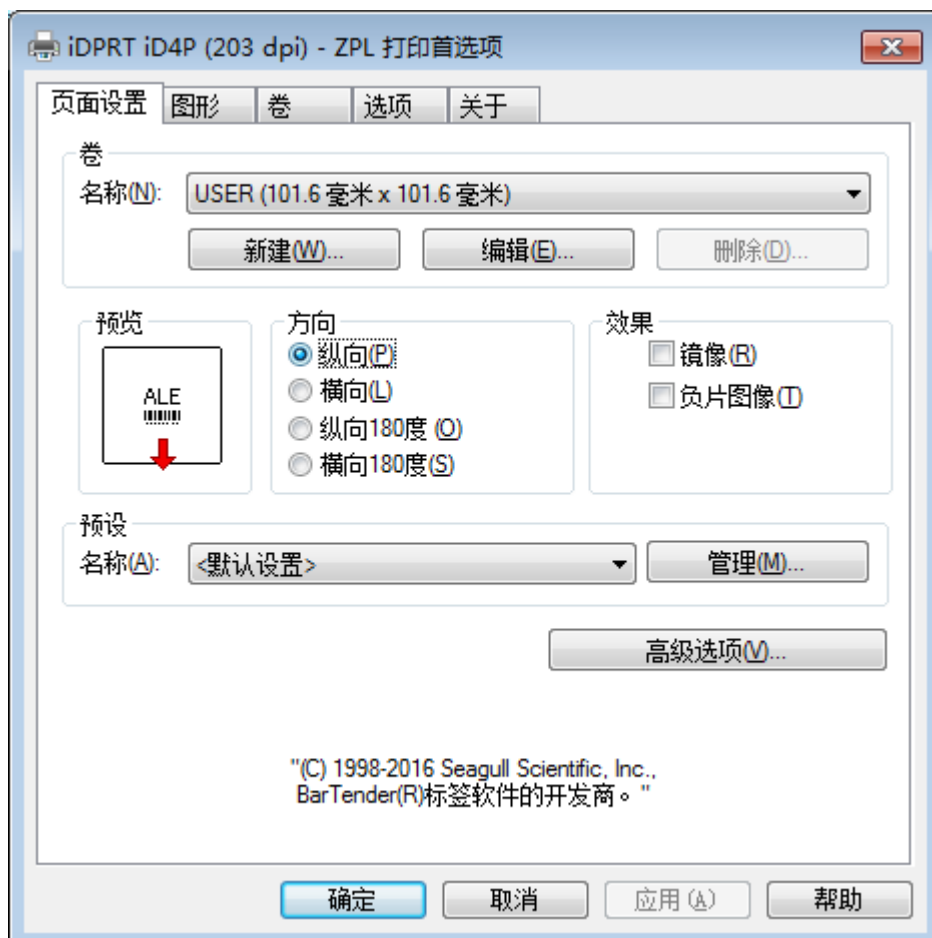 iDPRT iD4P (203 dpi) - ZPL 打印首选项
页面设置 图形 卷 选项 关于
卷
名称(N): USER (101.6 毫米 x 101.6 毫米)
新建(W)... 编辑(E)... 删除(D)...
预览 方向 效果
纵向(P) 镜像(R)
ALE 横向(L) 负片图像(T)
纵向180度 (O)
横向180度(S)
预设
名称(A): <默认设置> 管理(M)...
高级选项(V)...
"(C) 1998-2016 Seagull Scientific, Inc.,
BarTender(R)标签软件的开发商。"
确定 取消 应用 (A) 帮助